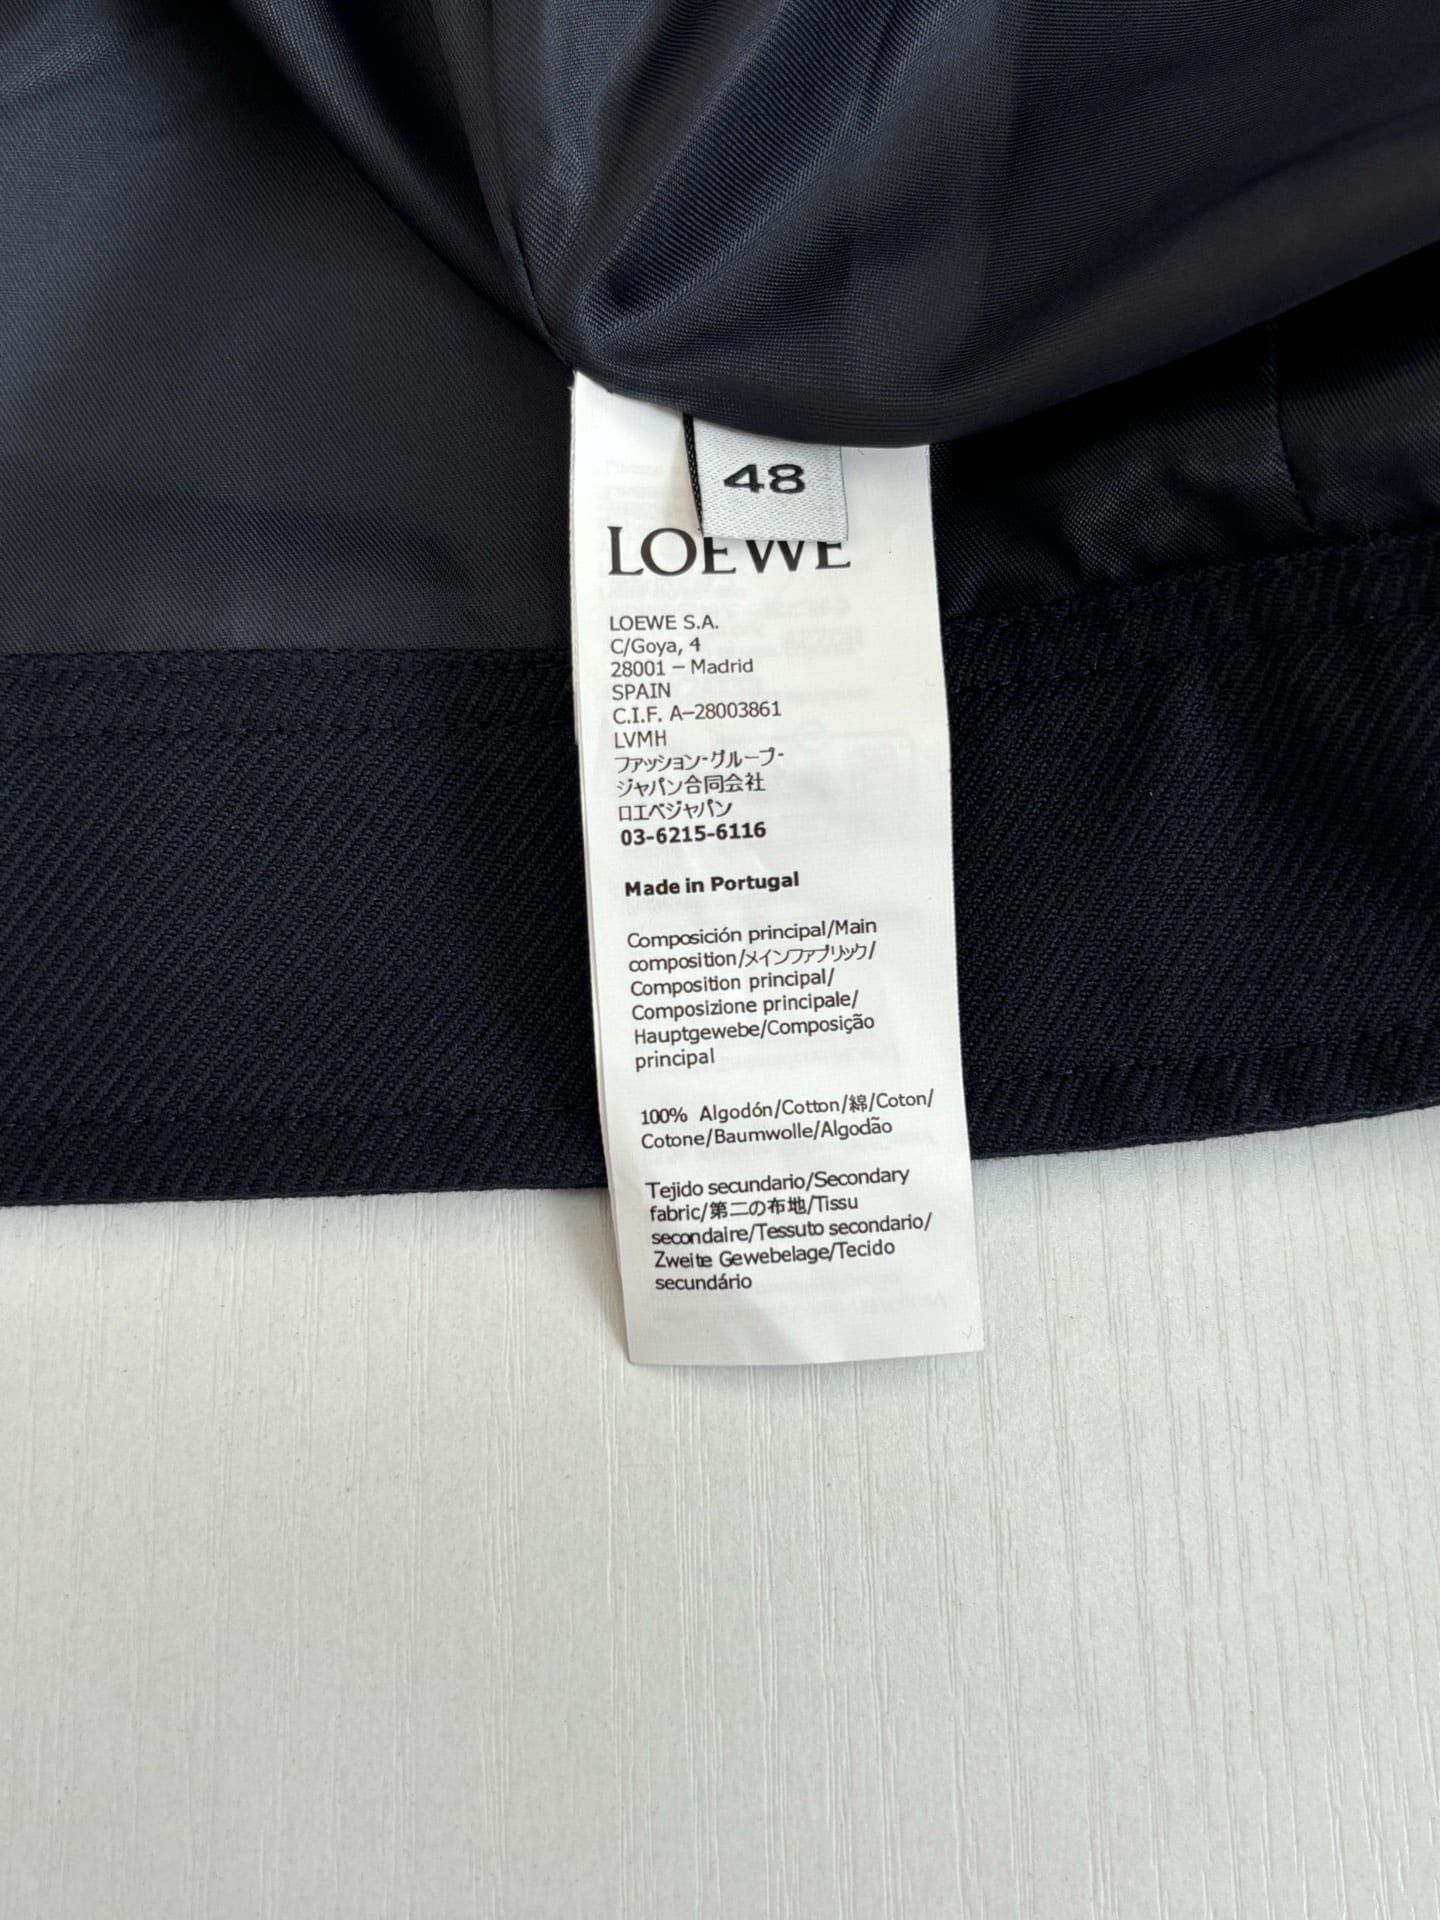 48
LOEWE
LOEWE S.A.
C/Goya, 4
28001 – Madrid
SPAIN
C.I.F. A–28003861
LVMH
ファッション・グループ・
ジャパン合同会社
ロエベジャパン
03-6215-6116
Made in Portugal
Composición principal/Main
composition/メインファブリック/
Composition principal/
Composizione principale/
Hauptgewebe/Composição
principal
100% Algodón/Cotton/綿/Coton/
Cotone/Baumwolle/Algodão
Tejido secundario/Secondary
fabric/第二の布地/Tissu
secondaire/Tessuto secondario/
Zweite Gewebelage/Tecido
secundário